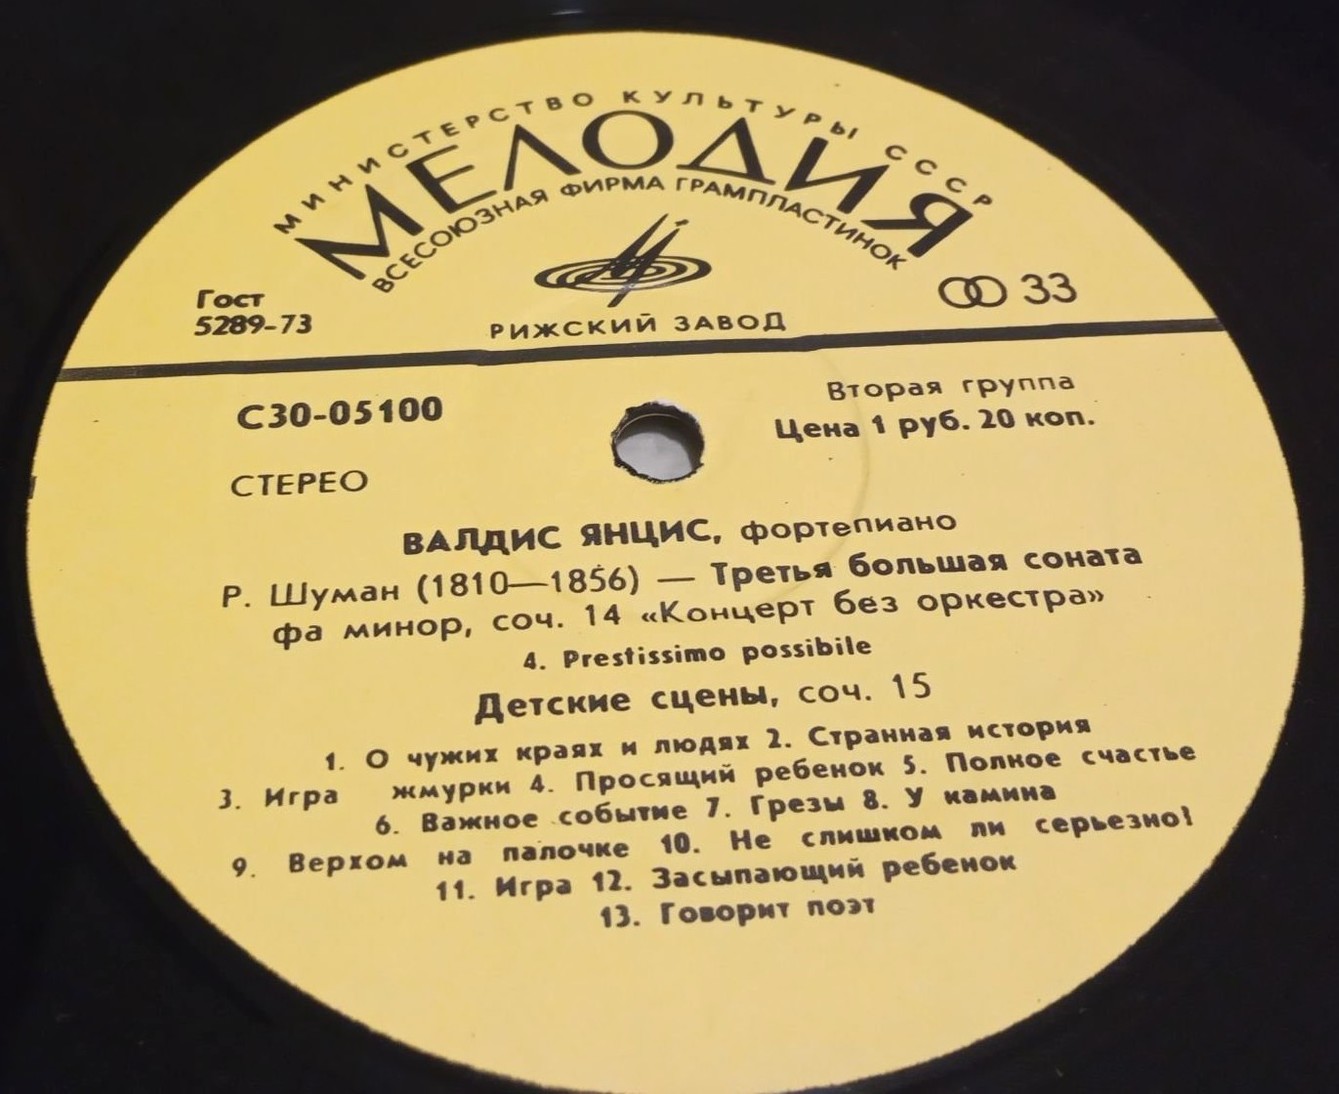 МИНИСТЕРСТВО КУЛЬТУРЫ СССР
МЕЛОДИЯ
ВСЕСОЮЗНАЯ ФИРМА ГРАМПЛАСТИНОК
Гост
5289-73
РИЖСКИЙ ЗАВОД
33
С30-05100
Вторая группа
Цена 1 руб. 20 коп.
СТЕРЕО
ВАЛДИС ЯНЦИС, фортепиано
Р. Шуман (1810—1856) — Третья большая соната
фа минор, соч. 14 «Концерт без оркестра»
4. Prestissimo possibile
Детские сцены, соч. 15
1. О чужих краях и людях 2. Странная история
3. Игра жмурки 4. Просящий ребенок 5. Полное счастье
6. Важное событие 7. Грезы 8. У камина
9. Верхом на палочке 10. Не слишком ли серьезно!
11. Игра 12. Засыпающий ребенок
13. Говорит поэт